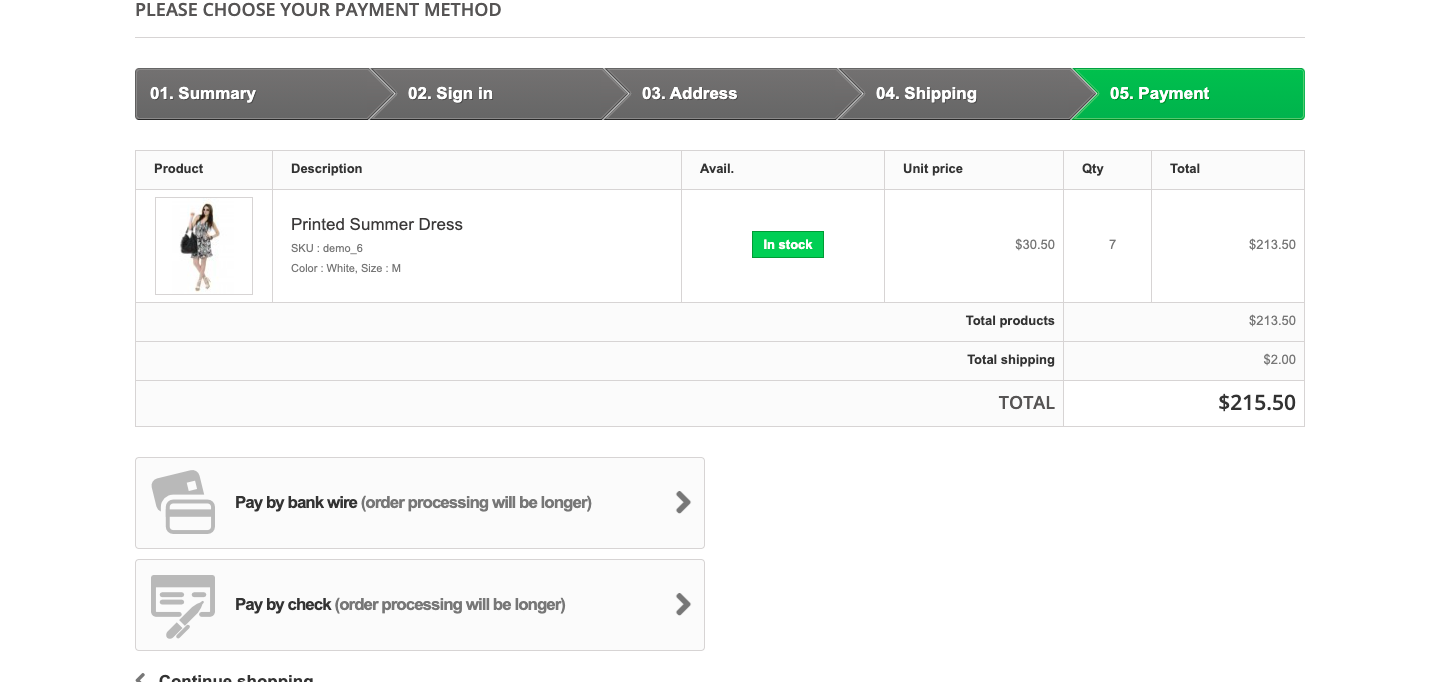 PLEASE CHOOSE YOUR PAYMENT METHOD
01. Summary 02. Sign in 03. Address 04. Shipping 05. Payment
Product Description Avail. Unit price Qty Total
Printed Summer Dress
SKU : demo_6
Color : White, Size : M
In stock $30.50 7 $213.50
Total products $213.50
Total shipping $2.00
TOTAL $215.50
Pay by bank wire (order processing will be longer)
Pay by check (order processing will be longer)
Continue shopping